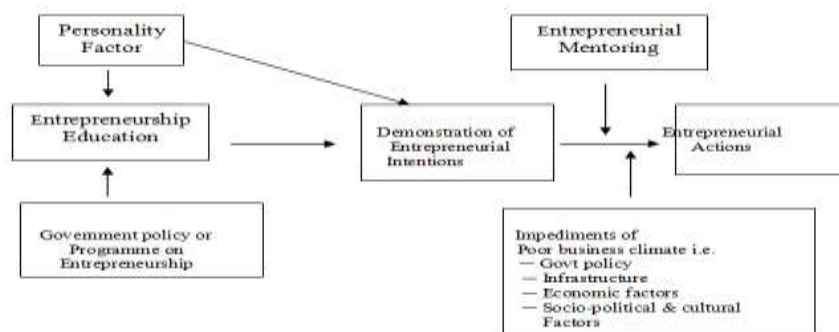 Personality
Factor
Entrepreneurial
Mentoring
Entrepreneurship
Education
Demonstration of
Entrepreneurial
Intentions
Entrepreneurial
Actions
Government policy or
Programme on
Entrepreneurship
Impediments of
Poor business climate i.e.
— Govt policy
— Infrastructure
— Economic factors
— Socio-political & cultural
Factors